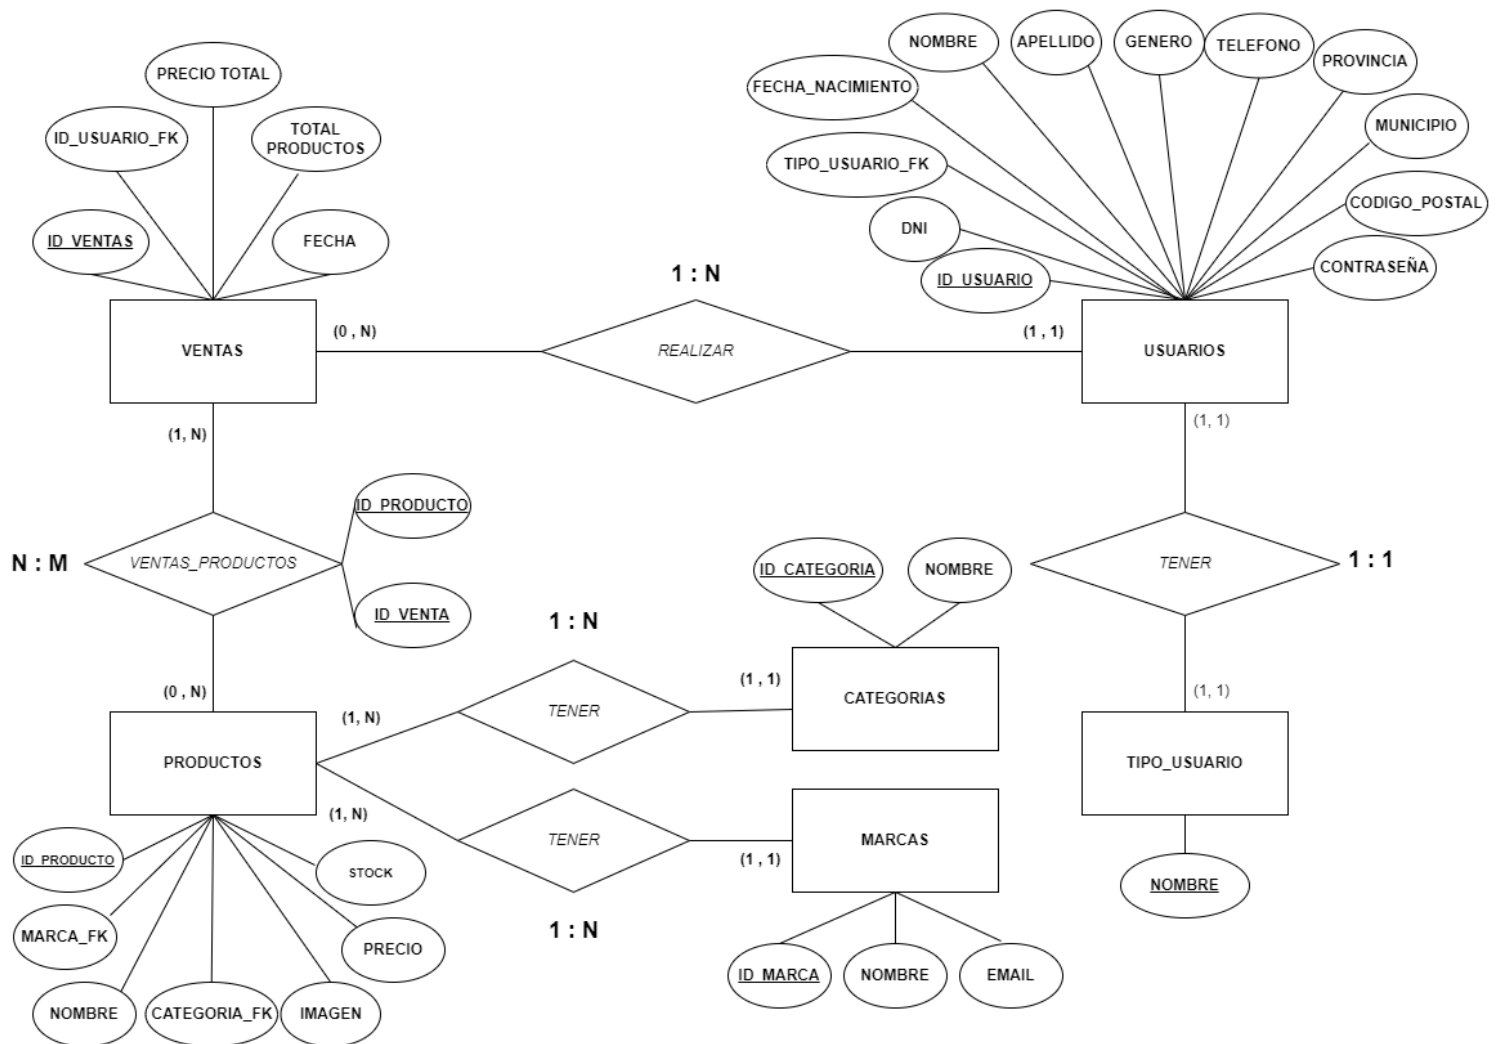 NOMBRE
APELLIDO
GENERO
TELEFONO
PROVINCIA
PRECIO TOTAL
FECHA_NACIMIENTO
ID_USUARIO_FK
TOTAL
PRODUCTOS
MUNICIPIO
TIPO_USUARIO_FK
CODIGO_POSTAL
DNI
ID_VENTAS
FECHA
CONTRASEÑA
ID_USUARIO
1 : N
(0 , N)
(1 , 1)
VENTAS
REALIZAR
USUARIOS
(1, N)
(1, 1)
ID_PRODUCTO
N : M
VENTAS_PRODUCTOS
TENER
1 : 1
ID_CATEGORIA
NOMBRE
ID_VENTA
1 : N
(0 , N)
(1 , 1)
(1, 1)
CATEGORIAS
(1, N)
TENER
PRODUCTOS
TIPO_USUARIO
(1, N)
TENER
MARCAS
(1 , 1)
ID_PRODUCTO
STOCK
NOMBRE
1 : N
MARCA_FK
PRECIO
ID_MARCA
NOMBRE
EMAIL
NOMBRE
CATEGORIA_FK
IMAGEN